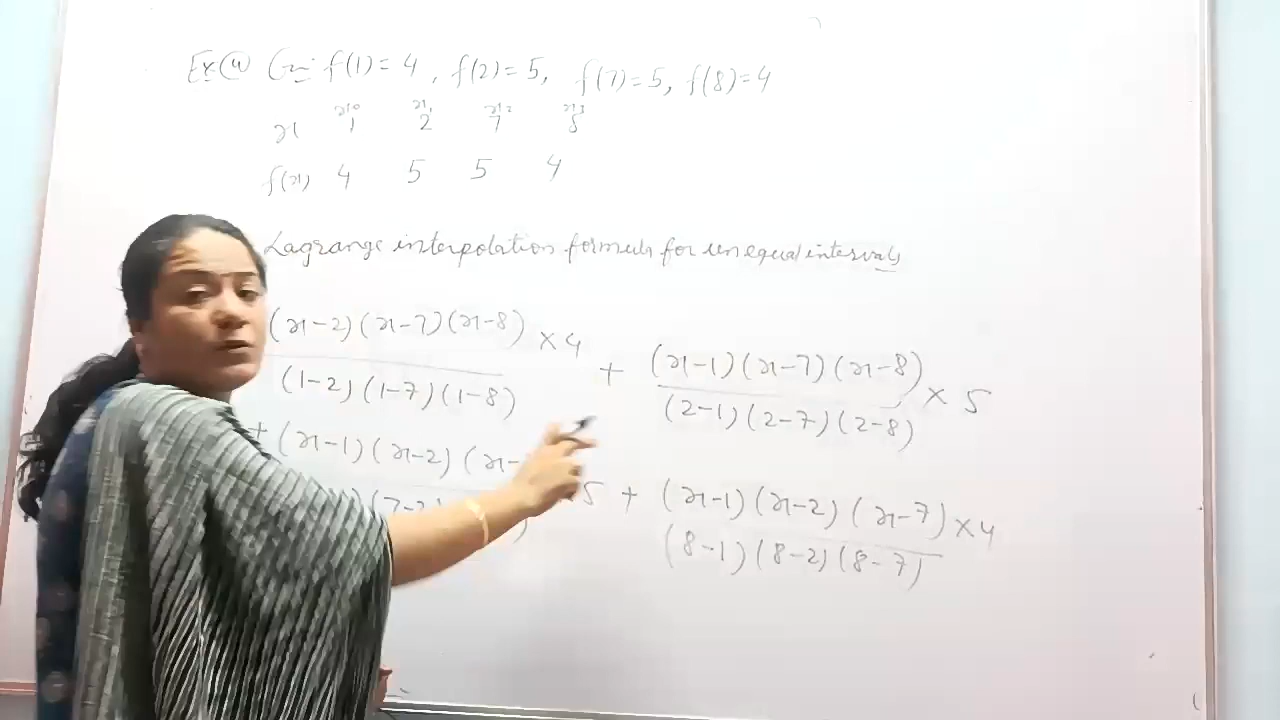 Ex(4) Given: f(1)=4, f(2)=5, f(7)=5, f(8)=4
x0 x1 x2 x3
x 1 2 7 8
f(x) 4 5 5 4
Lagrange interpolation formula for unequal intervals
(x-2)(x-7)(x-8) ×4 + (x-1)(x-7)(x-8) × 5
(1-2)(1-7)(1-8) (2-1)(2-7)(2-8)
+ (x-1)(x-2)(x- 5 + (x-1)(x-2)(x-7) ×4
)(7-2) (8-1)(8-2)(8-7)